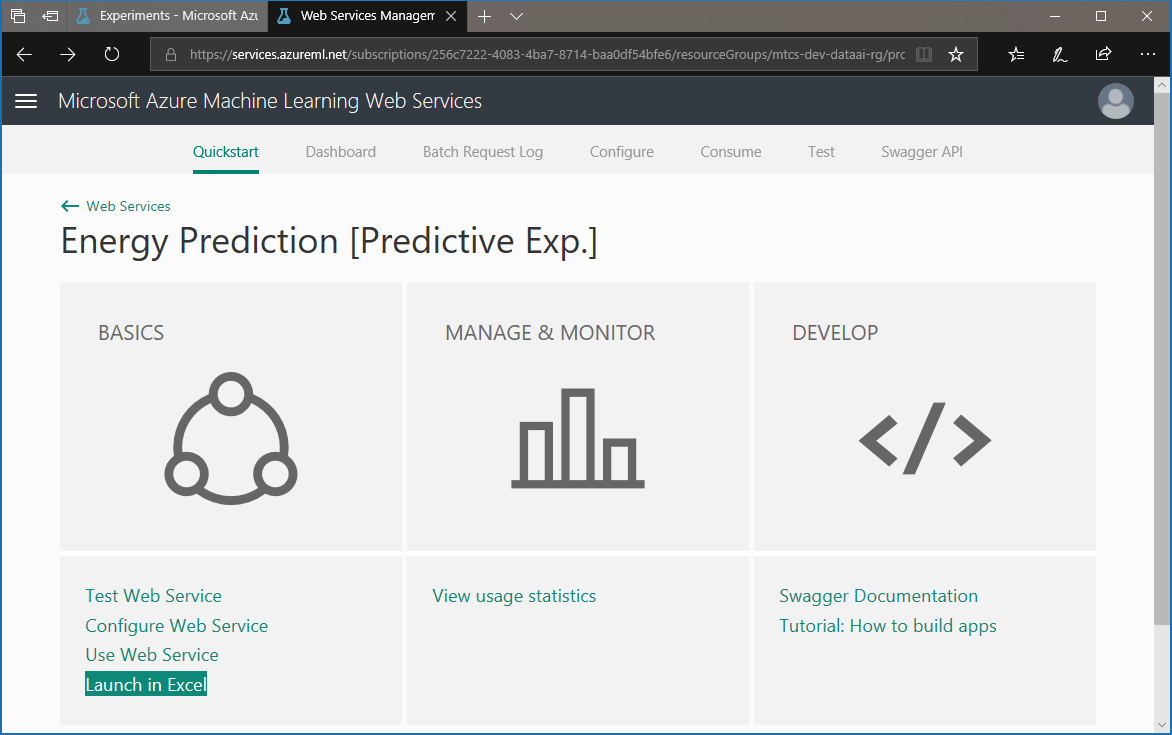 Experiments - Microsoft Azu
Web Services Managem
https://services.azureml.net/subscriptions/256c7222-4083-4ba7-8714-baa0df54bfe6/resourceGroups/mtcs-dev-dataai-rg/prc
Microsoft Azure Machine Learning Web Services
Quickstart Dashboard Batch Request Log Configure Consume Test Swagger API
Web Services
Energy Prediction [Predictive Exp.]
BASICS
MANAGE & MONITOR
DEVELOP
Test Web Service
Configure Web Service
Use Web Service
Launch in Excel
View usage statistics
Swagger Documentation
Tutorial: How to build apps